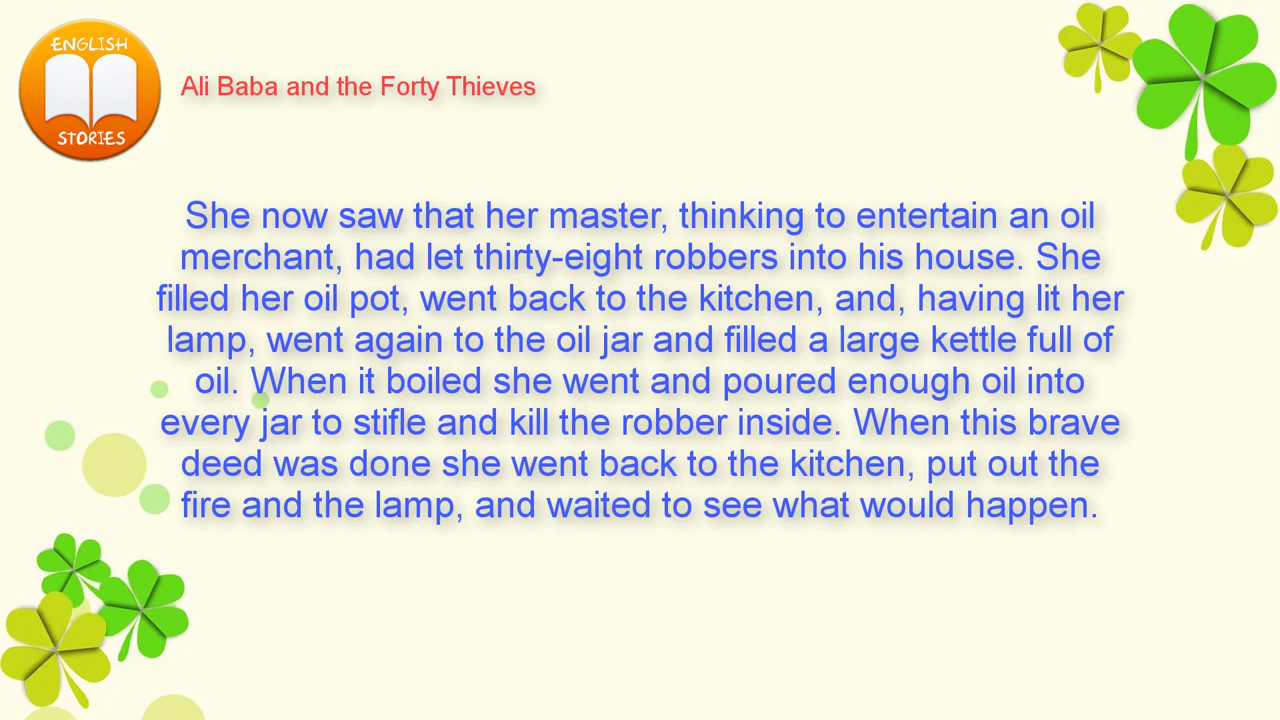 ENGLISH
STORIES
Ali Baba and the Forty Thieves
She now saw that her master, thinking to entertain an oil
merchant, had let thirty-eight robbers into his house. She
filled her oil pot, went back to the kitchen, and, having lit her
lamp, went again to the oil jar and filled a large kettle full of
oil. When it boiled she went and poured enough oil into
every jar to stifle and kill the robber inside. When this brave
deed was done she went back to the kitchen, put out the
fire and the lamp, and waited to see what would happen.